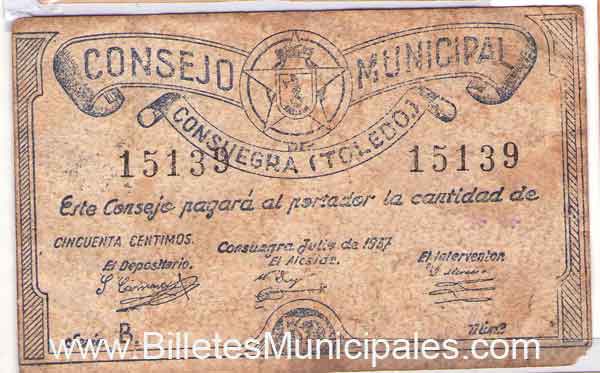 CONSEJO MUNICIPAL
DE
CONSUEGRA (TOLEDO.)
15139 15139
Este Consejo pagará al portador la cantidad de
CINCUENTA CENTIMOS. Consuegra Julio de 1937
El Depositario. El Alcalde. El Interventor
Serie B.
www.BilletesMunicipales.com